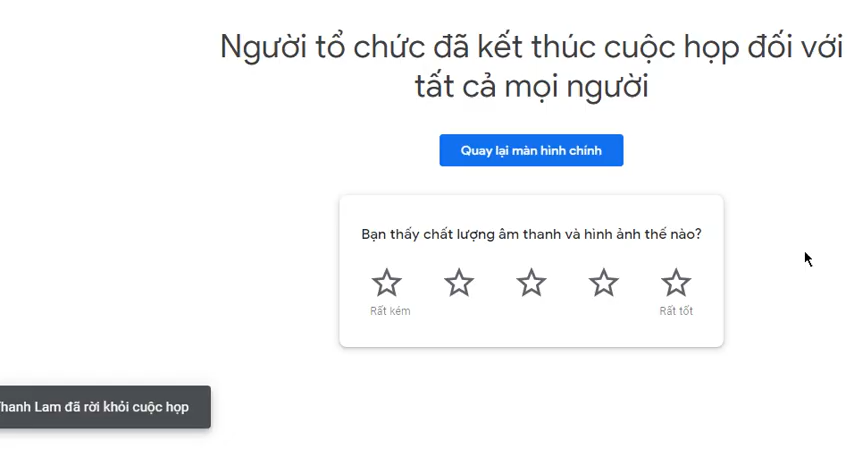 Người tổ chức đã kết thúc cuộc họp đối với
tất cả mọi người
Quay lại màn hình chính
Bạn thấy chất lượng âm thanh và hình ảnh thế nào?
Rất kém
Rất tốt
hanh Lam đã rời khỏi cuộc họp